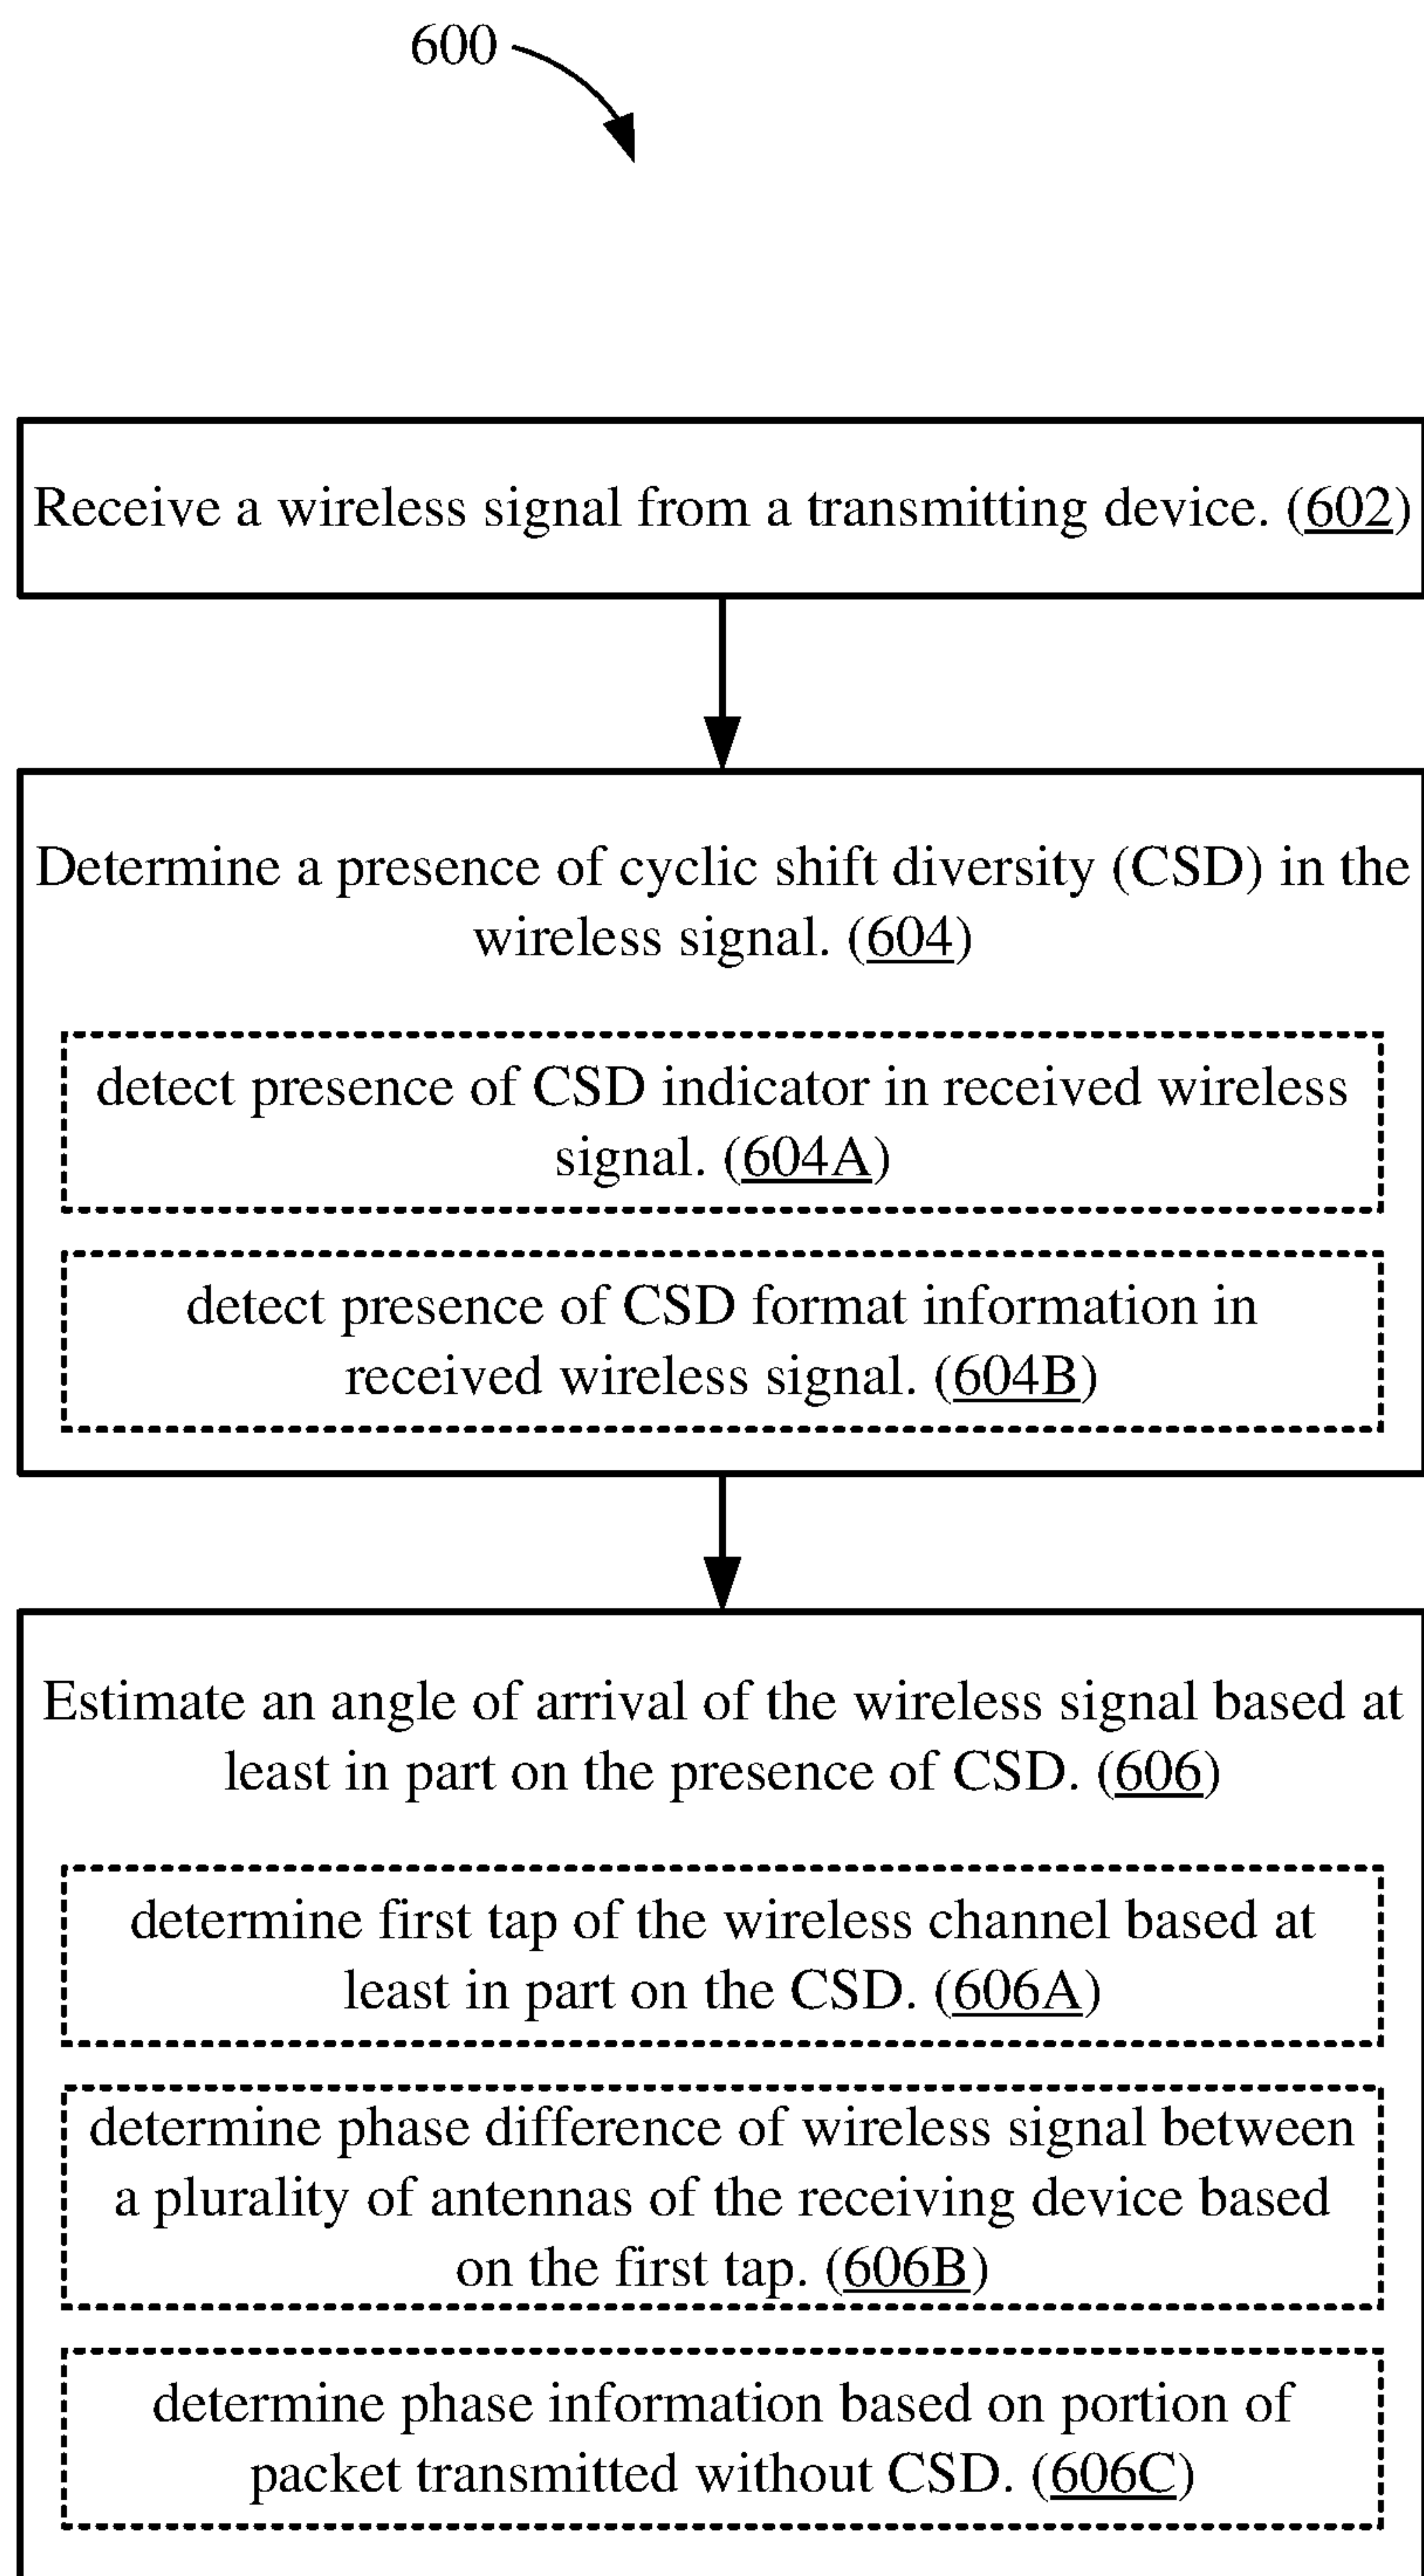 600
Receive a wireless signal from a transmitting device. (602)
Determine a presence of cyclic shift diversity (CSD) in the
wireless signal. (604)
detect presence of CSD indicator in received wireless
signal. (604A)
detect presence of CSD format information in
received wireless signal. (604B)
Estimate an angle of arrival of the wireless signal based at
least in part on the presence of CSD. (606)
determine first tap of the wireless channel based at
least in part on the CSD. (606A)
determine phase difference of wireless signal between
a plurality of antennas of the receiving device based
on the first tap. (606B)
determine phase information based on portion of
packet transmitted without CSD. (606C)